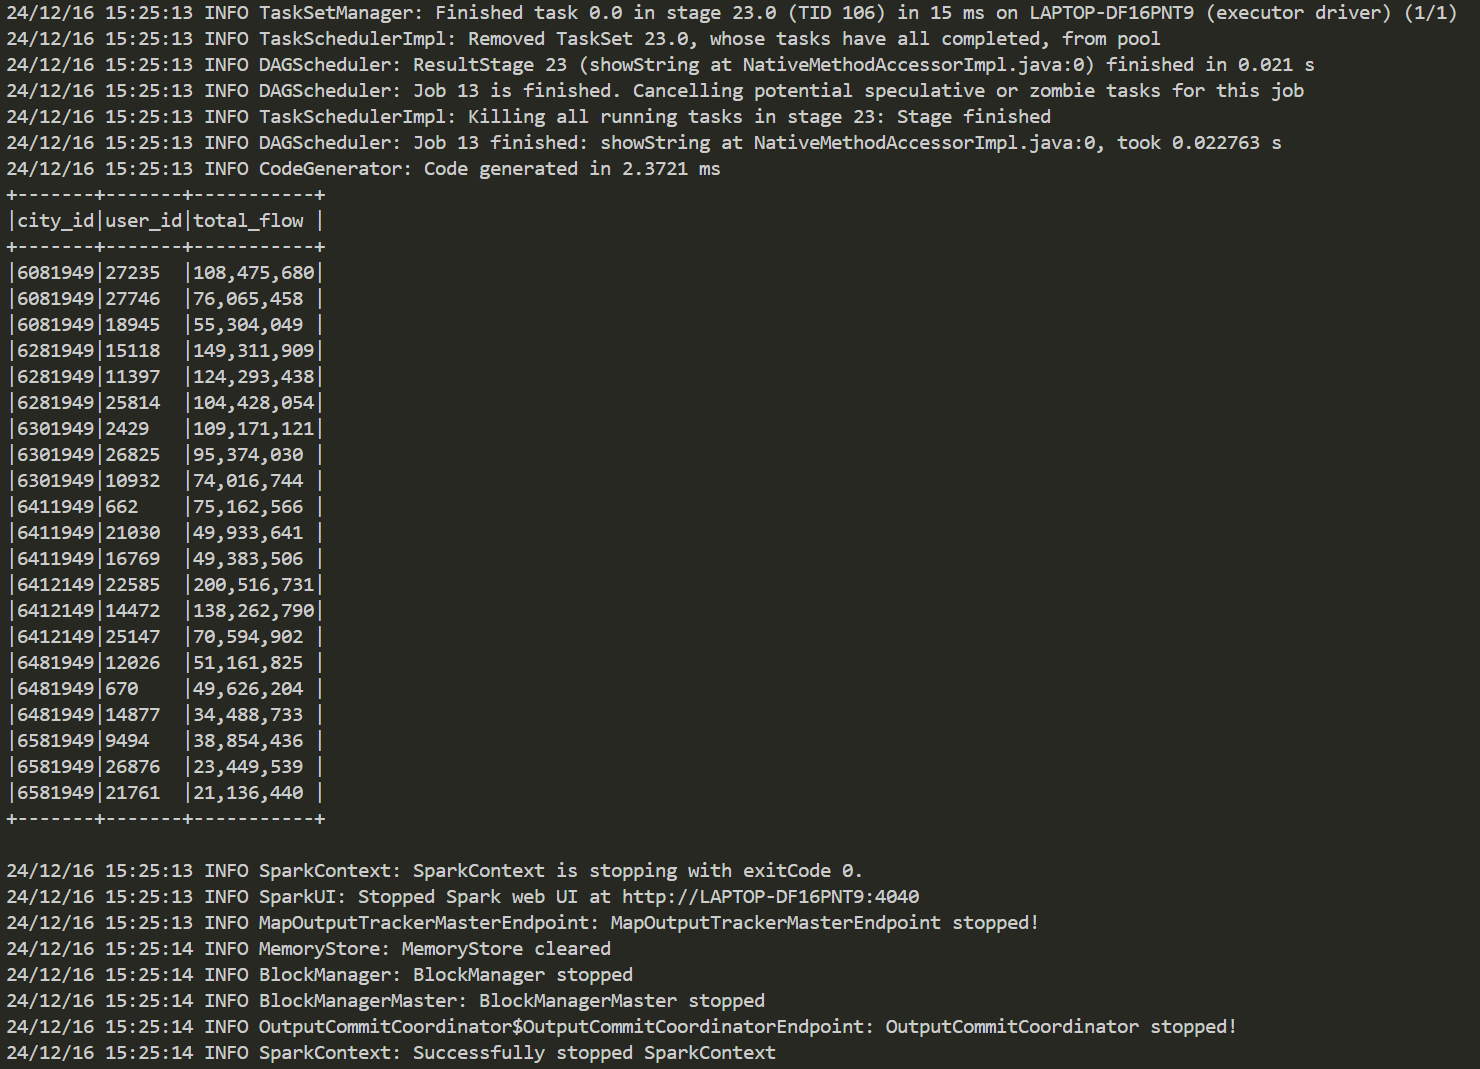 24/12/16 15:25:13 INFO TaskSetManager: Finished task 0.0 in stage 23.0 (TID 106) in 15 ms on LAPTOP-DF16PNT9 (executor driver) (1/1)
24/12/16 15:25:13 INFO TaskSchedulerImpl: Removed TaskSet 23.0, whose tasks have all completed, from pool
24/12/16 15:25:13 INFO DAGScheduler: ResultStage 23 (showString at NativeMethodAccessorImpl.java:0) finished in 0.021 s
24/12/16 15:25:13 INFO DAGScheduler: Job 13 is finished. Cancelling potential speculative or zombie tasks for this job
24/12/16 15:25:13 INFO TaskSchedulerImpl: Killing all running tasks in stage 23: Stage finished
24/12/16 15:25:13 INFO DAGScheduler: Job 13 finished: showString at NativeMethodAccessorImpl.java:0, took 0.022763 s
24/12/16 15:25:13 INFO CodeGenerator: Code generated in 2.3721 ms
+-------+-------+-----------+
|city_id|user_id|total_flow |
+-------+-------+-----------+
|6081949|27235  |108,475,680|
|6081949|27746  |76,065,458 |
|6081949|18945  |55,304,049 |
|6281949|15118  |149,311,909|
|6281949|11397  |124,293,438|
|6281949|25814  |104,428,054|
|6301949|2429   |109,171,121|
|6301949|26825  |95,374,030 |
|6301949|10932  |74,016,744 |
|6411949|662    |75,162,566 |
|6411949|21030  |49,933,641 |
|6411949|16769  |49,383,506 |
|6412149|22585  |200,516,731|
|6412149|14472  |138,262,790|
|6412149|25147  |70,594,902 |
|6481949|12026  |51,161,825 |
|6481949|670    |49,626,204 |
|6481949|14877  |34,488,733 |
|6581949|9494   |38,854,436 |
|6581949|26876  |23,449,539 |
|6581949|21761  |21,136,440 |
+-------+-------+-----------+
24/12/16 15:25:13 INFO SparkContext: SparkContext is stopping with exitCode 0.
24/12/16 15:25:13 INFO SparkUI: Stopped Spark web UI at http://LAPTOP-DF16PNT9:4040
24/12/16 15:25:13 INFO MapOutputTrackerMasterEndpoint: MapOutputTrackerMasterEndpoint stopped!
24/12/16 15:25:14 INFO MemoryStore: MemoryStore cleared
24/12/16 15:25:14 INFO BlockManager: BlockManager stopped
24/12/16 15:25:14 INFO BlockManagerMaster: BlockManagerMaster stopped
24/12/16 15:25:14 INFO OutputCommitCoordinator$OutputCommitCoordinatorEndpoint: OutputCommitCoordinator stopped!
24/12/16 15:25:14 INFO SparkContext: Successfully stopped SparkContext